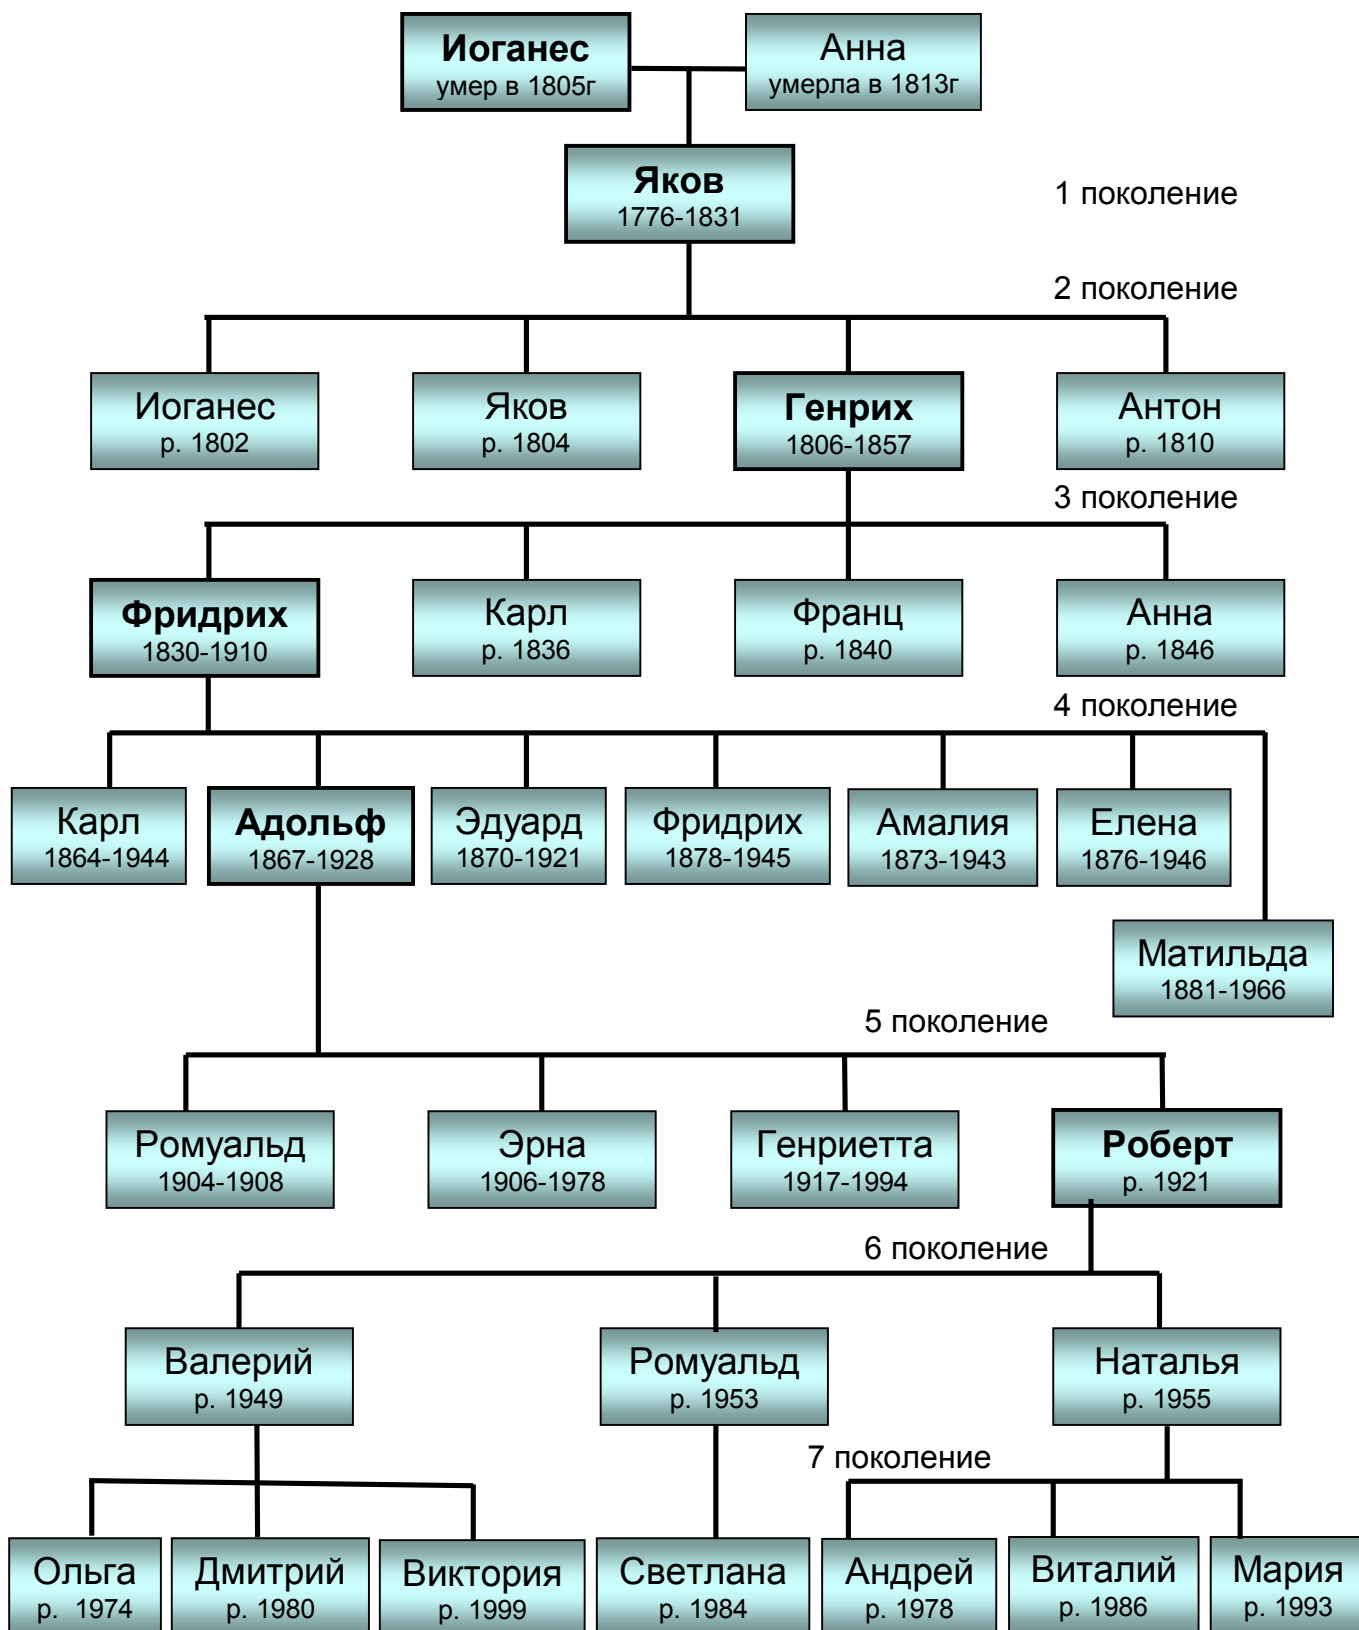 Иоганес
умер в 1805г
Анна
умерла в 1813г
Яков
1776-1831
1 поколение
2 поколение
Иоганес
р. 1802
Яков
р. 1804
Генрих
1806-1857
Антон
р. 1810
3 поколение
Фридрих
1830-1910
Карл
р. 1836
Франц
р. 1840
Анна
р. 1846
4 поколение
Карл
1864-1944
Адольф
1867-1928
Эдуард
1870-1921
Фридрих
1878-1945
Амалия
1873-1943
Елена
1876-1946
Матильда
1881-1966
5 поколение
Ромуальд
1904-1908
Эрна
1906-1978
Генриетта
1917-1994
Роберт
р. 1921
6 поколение
Валерий
р. 1949
Ромуальд
р. 1953
Наталья
р. 1955
7 поколение
Ольга
р. 1974
Дмитрий
р. 1980
Виктория
р. 1999
Светлана
р. 1984
Андрей
р. 1978
Виталий
р. 1986
Мария
р. 1993